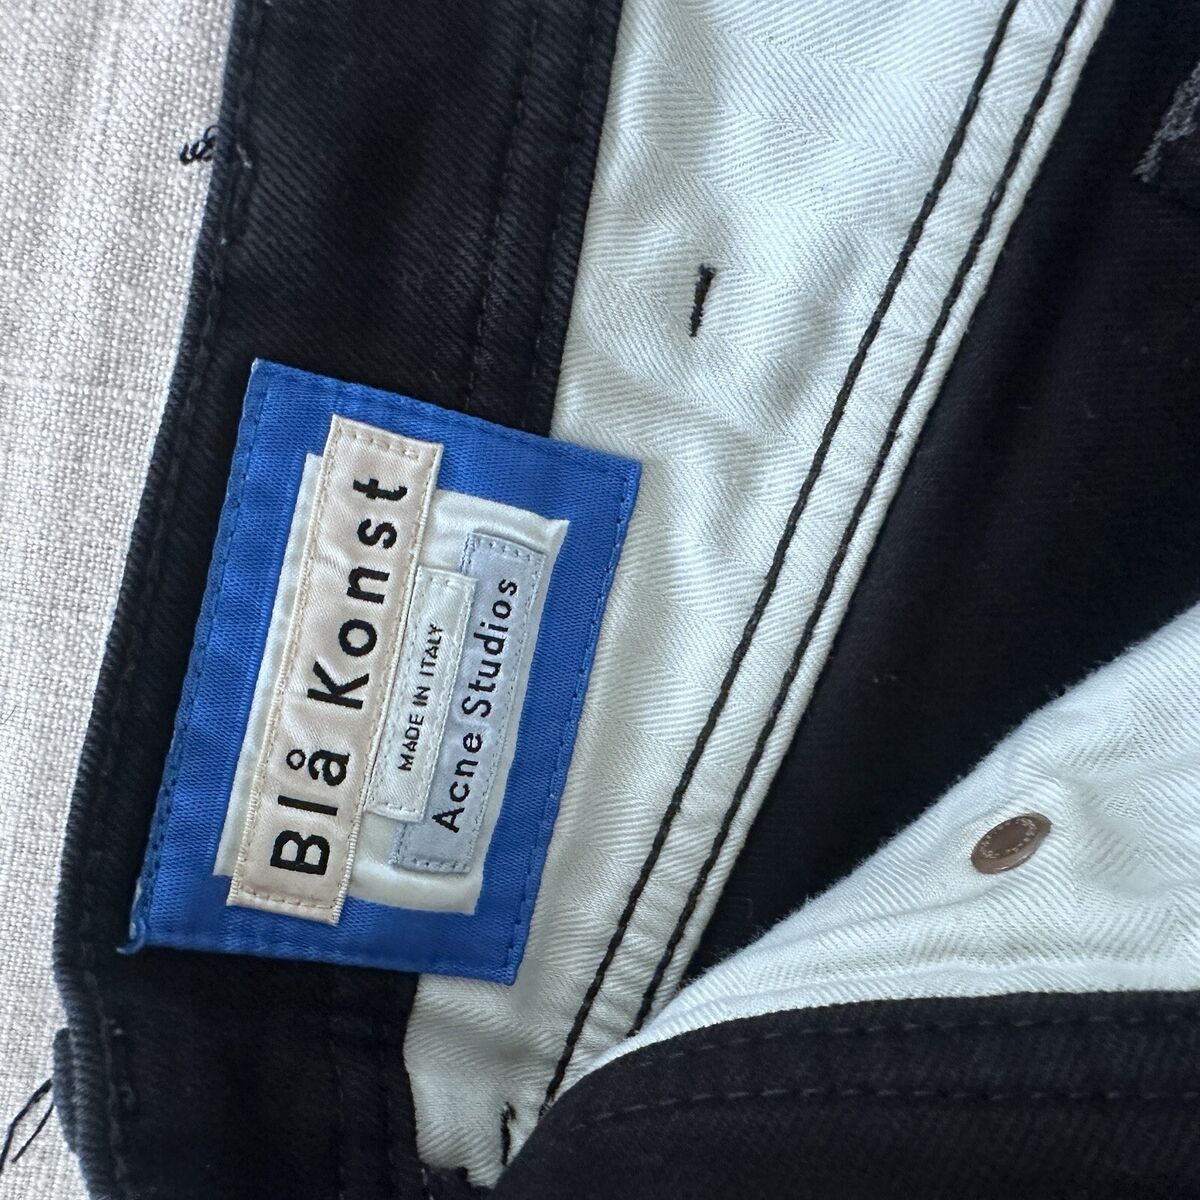 Blå Konst
MADE IN ITALY
Acne Studios